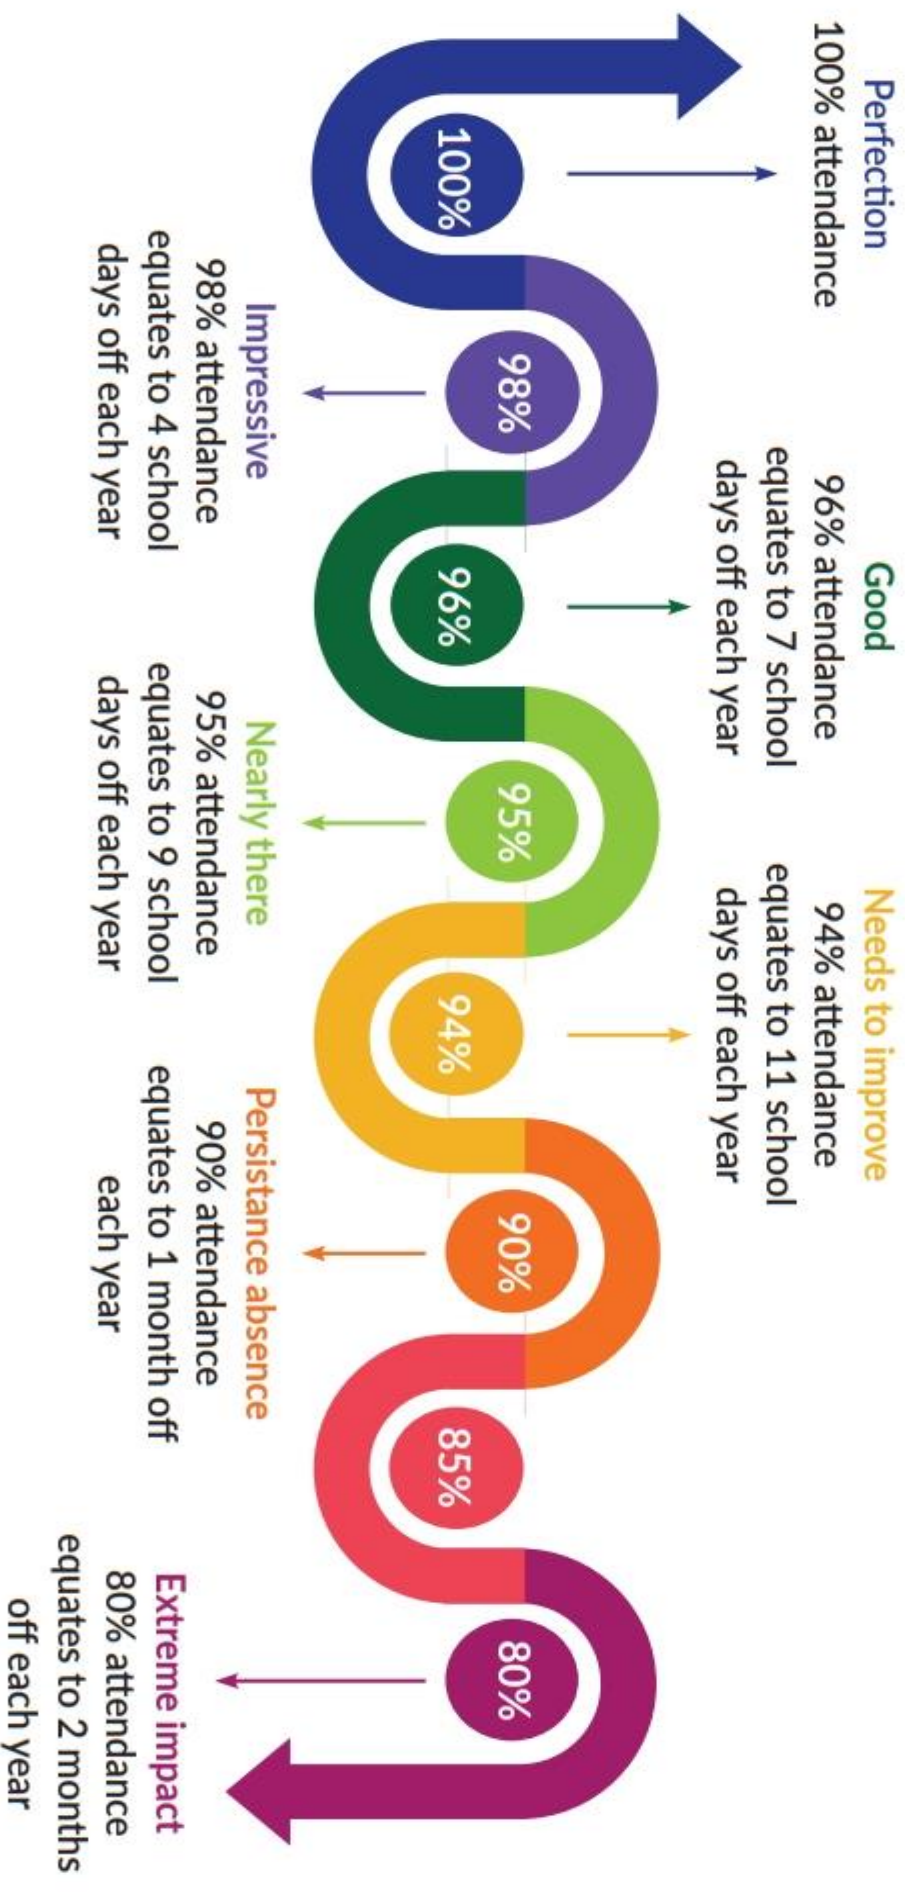 Perfection
100% attendance
100%
Impressive
98% attendance
equates to 4 school
days off each year
98%
Good
96% attendance
equates to 7 school
days off each year
96%
Nearly there
95% attendance
equates to 9 school
days off each year
95%
Needs to improve
94% attendance
equates to 11 school
days off each year
94%
Persistance absence
90% attendance
equates to 1 month off
each year
90%
85%
Extreme impact
80% attendance
equates to 2 months
off each year
80%